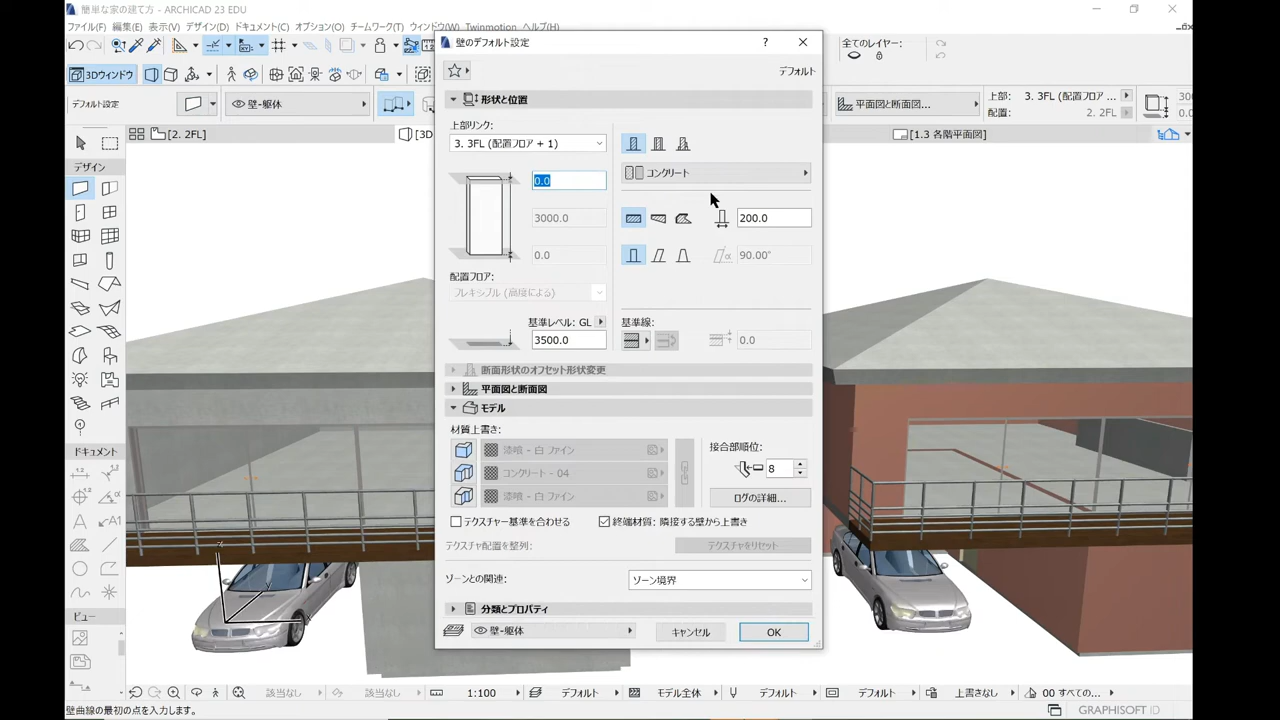 簡単な家の建て方 - ARCHICAD 23 EDU
ファイル(F) 編集(E) 表示(V) デザイン(D) ドキュメント(C) オプション(O) チームワーク(T) ウィンドウ(W) Twinmotion ヘルプ(H)
壁のデフォルト設定
?
全てのレイヤー:
3Dウィンドウ
デフォルト
デフォルト設定
壁-躯体
平面図と断面図...
上部: 3. 3FL (配置フロア
配置: 2. 2FL
形状と位置
[2. 2FL]
[3D
[1.3 各階平面図]
上部リンク:
3. 3FL (配置フロア + 1)
デザイン
コンクリート
0.0
3000.0
200.0
0.0
90.00°
配置フロア:
フレキシブル (高度による)
基準レベル: GL
基準線:
3500.0
0.0
断面形状のオフセット形状変更
平面図と断面図
モデル
材質上書き:
接合部順位:
漆喰 - 白 ファイン
ドキュメント
コンクリート - 04
8
漆喰 - 白 ファイン
ログの詳細...
テクスチャー基準を合わせる
終端材質: 隣接する壁から上書き
テクスチャ配置を整列:
テクスチャをリセット
ゾーンとの関連:
ゾーン境界
分類とプロパティ
ビュー
壁-躯体
キャンセル
OK
該当なし
該当なし
1:100
デフォルト
モデル全体
デフォルト
デフォルト
上書きなし
00 すべての...
壁曲線の最初の点を入力します。
GRAPHISOFT ID